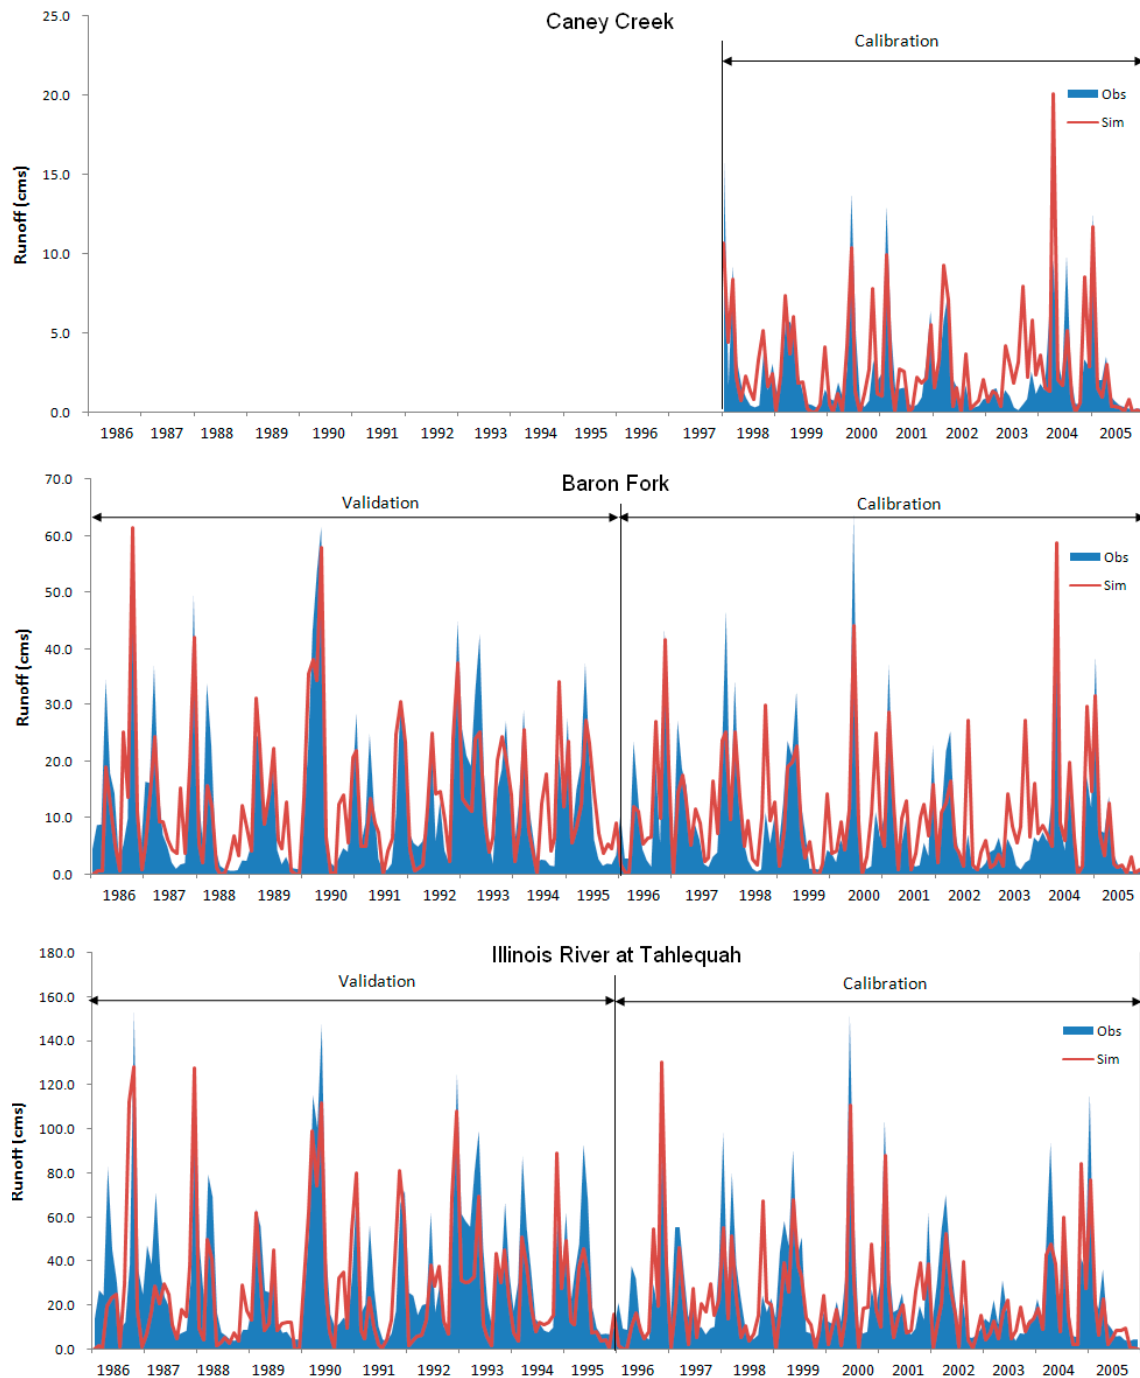 Caney Creek
25.0
Calibration
20.0
Obs
Sim
15.0
Runoff (cms)
10.0
5.0
0.0
1986 1987 1988 1989 1990 1991 1992 1993 1994 1995 1996 1997 1998 1999 2000 2001 2002 2003 2004 2005
Baron Fork
70.0
Validation Calibration
60.0
Obs
Sim
50.0
40.0
Runoff (cms)
30.0
20.0
10.0
0.0
1986 1987 1988 1989 1990 1991 1992 1993 1994 1995 1996 1997 1998 1999 2000 2001 2002 2003 2004 2005
Illinois River at Tahlequah
180.0
Validation Calibration
160.0
Obs
140.0
Sim
120.0
Runoff (cms)
100.0
80.0
60.0
40.0
20.0
0.0
1986 1987 1988 1989 1990 1991 1992 1993 1994 1995 1996 1997 1998 1999 2000 2001 2002 2003 2004 2005